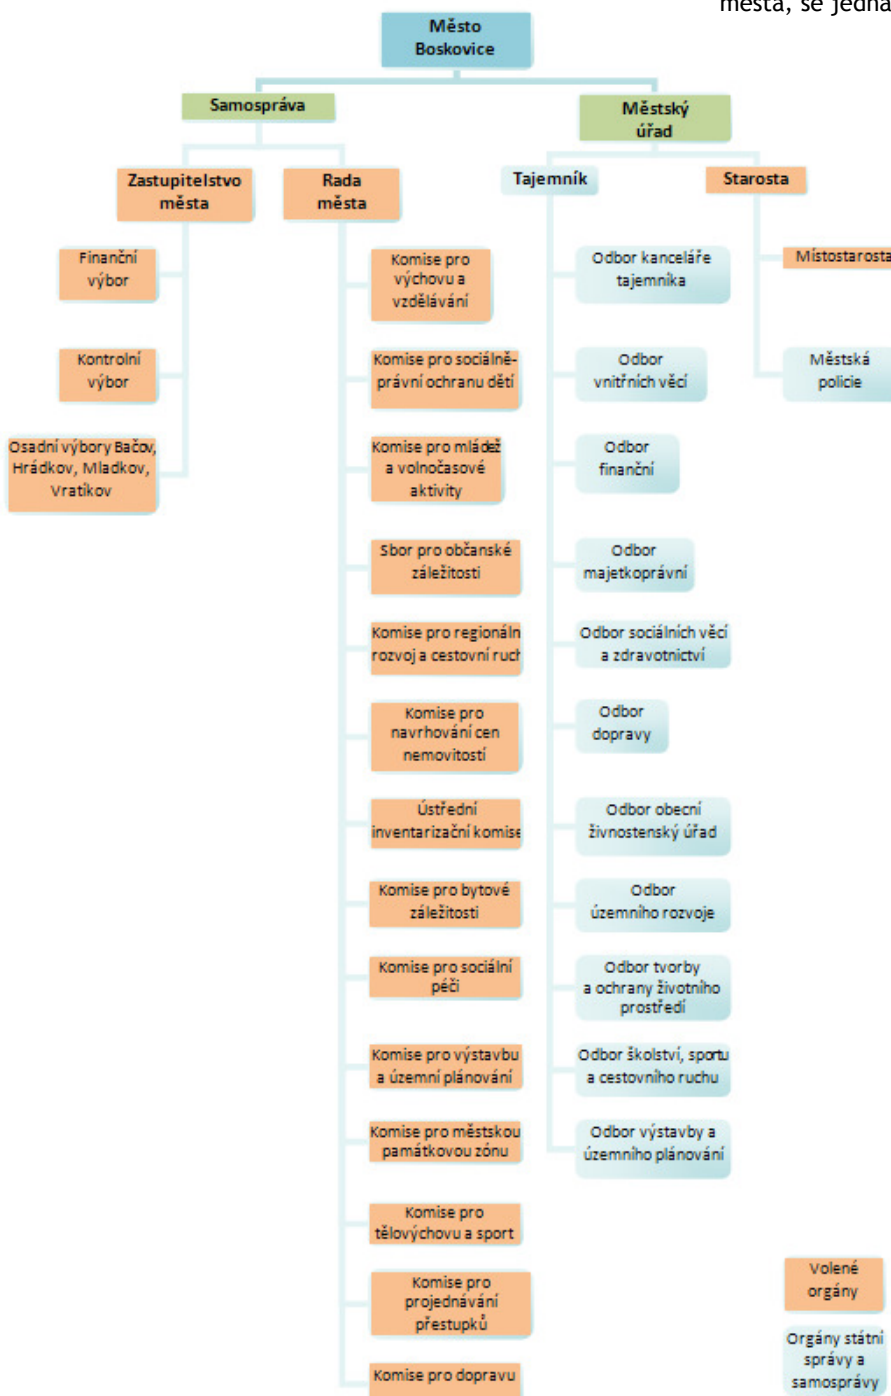 města, se jedná
Město
Boskovice
Samospráva
Městský
úřad
Zastupitelstvo
města
Rada
města
Tajemník
Starosta
Finanční
výbor
Kontrolní
výbor
Osadní výbory Bačov,
Hrádkov, Mladkov,
Vratíkov
Komise pro
výchovu a
vzdělávání
Komise pro sociálně-
právní ochranu dětí
Komise pro mládež
a volnočasové
aktivity
Sbor pro občanské
záležitosti
Komise pro regionáln
rozvoj a cestovní ruch
Komise pro
navrhování cen
nemovitostí
Ústřední
inventarizační komise
Komise pro bytové
záležitosti
Komise pro sociální
péči
Komise pro výstavbu
a územní plánování
Komise pro městskou
památkovou zónu
Komise pro
tělovýchovu a sport
Komise pro
projednávání
přestupků
Komise pro dopravu
Odbor kanceláře
tajemníka
Odbor
vnitřních věcí
Odbor
finanční
Odbor
majetkoprávní
Odbor sociálních věcí
a zdravotnictví
Odbor
dopravy
Odbor obecní
živnostenský úřad
Odbor
územního rozvoje
Odbor tvorby
a ochrany životního
prostředí
Odbor školství, sportu
a cestovního ruchu
Odbor výstavby a
územního plánování
Místostarosta
Městská
policie
Volené
orgány
Orgány státní
správy a
samosprávy